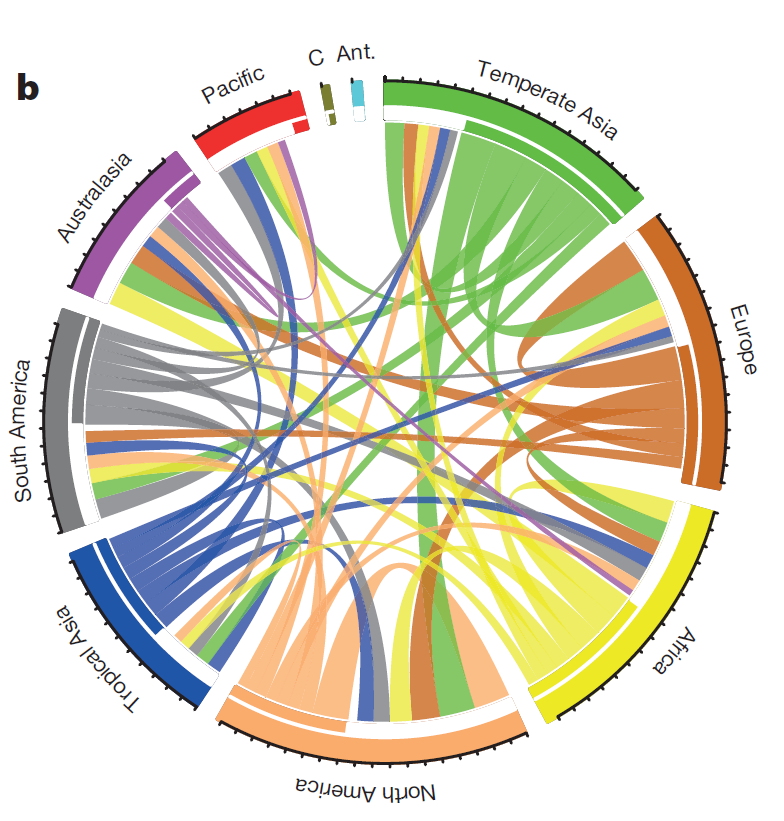 b
C
Ant.
Temperate Asia
Europe
Africa
North America
Tropical Asia
South America
Australasia
Pacific